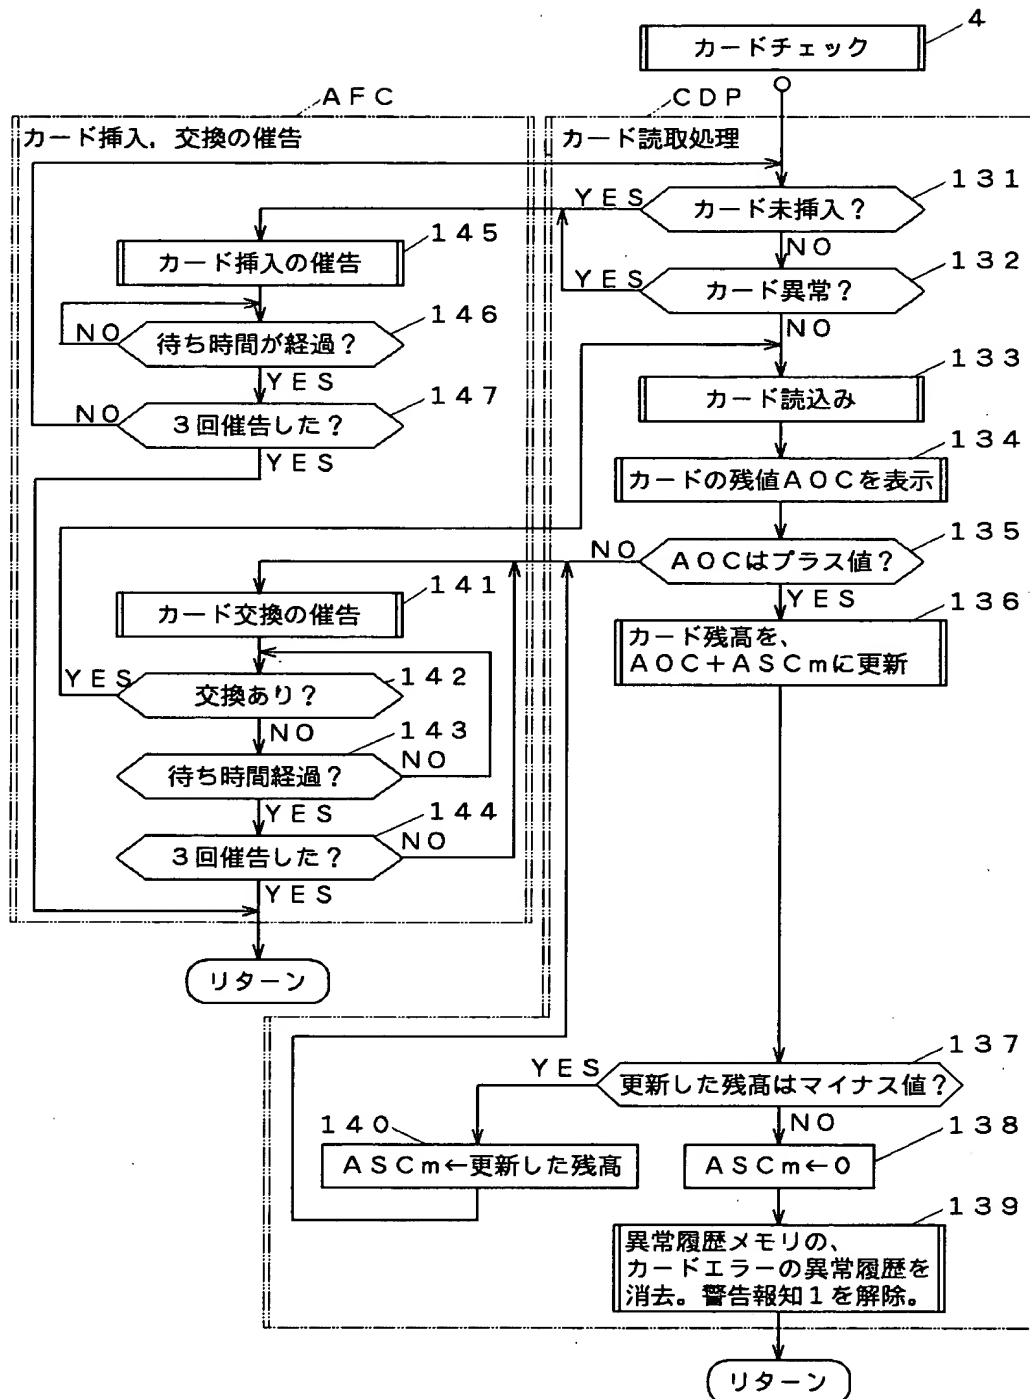 4
カードチェック
AFC
CDP
カード挿入，交換の催告
カード読取処理
131
YES
カード未挿入？
145
NO
132
カード挿入の催告
YES
カード異常？
146
NO
NO
待ち時間が経過？
133
YES
147
カード読込み
NO
3回催告した？
134
YES
カードの残値AOCを表示
135
NO
AOCはプラス値？
141
YES
136
カード交換の催告
カード残高を、
AOC＋ASCmに更新
YES
142
交換あり？
NO
143
待ち時間経過？
NO
YES
144
3回催告した？
NO
YES
リターン
137
YES
更新した残高はマイナス値？
140
NO
138
ASCm←更新した残高
ASCm←0
139
異常履歴メモリの、
カードエラーの異常履歴を
消去。警告報知1を解除。
リターン